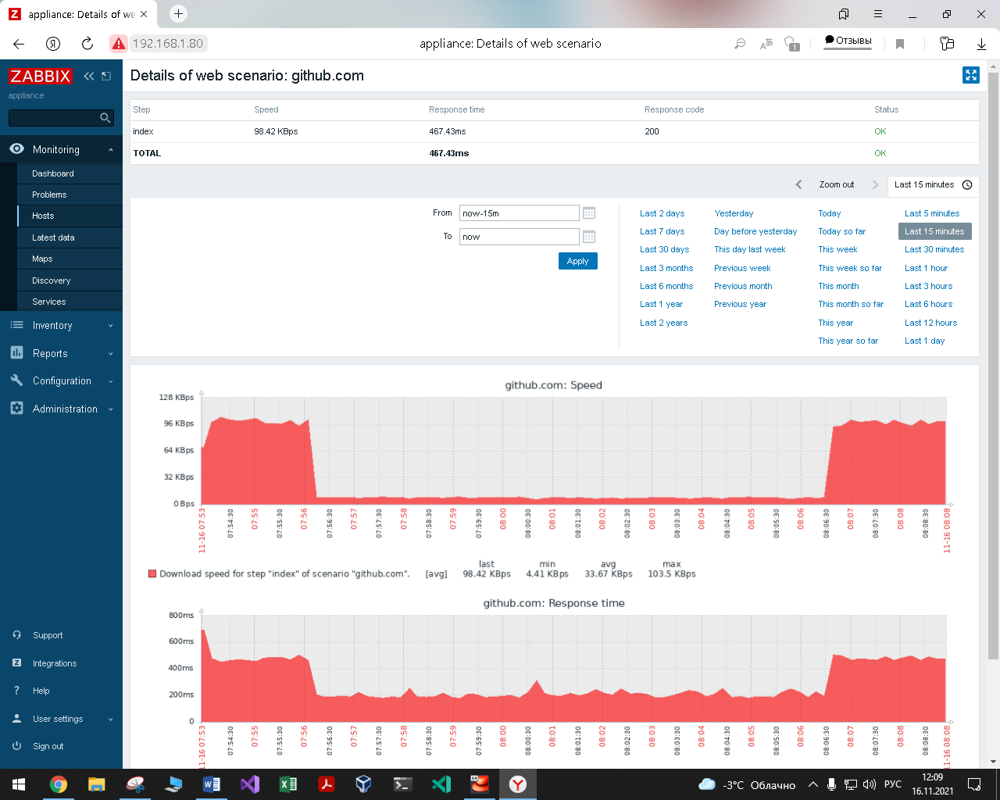 appliance: Details of we
192.168.1.80
appliance: Details of web scenario
1
Отзывы
ZABBIX
appliance
Monitoring
Dashboard
Problems
Hosts
Latest data
Maps
Discovery
Services
Inventory
Reports
Configuration
Administration
Support
Integrations
Help
User settings
Sign out
Details of web scenario: github.com
Step Speed Response time Response code Status
index 98.42 KBps 467.43ms 200 OK
TOTAL 467.43ms OK
Zoom out Last 15 minutes
From now-15m
To now
Apply
Last 2 days Yesterday Today Last 5 minutes
Last 7 days Day before yesterday Today so far Last 15 minutes
Last 30 days This day last week This week Last 30 minutes
Last 3 months Previous week This week so far Last 1 hour
Last 6 months Previous month This month Last 3 hours
Last 1 year Previous year This month so far Last 6 hours
Last 2 years This year Last 12 hours
This year so far Last 1 day
github.com: Speed
128 KBps
96 KBps
64 KBps
32 KBps
0 Bps
11-16 07:53 07:54:30 07:55 07:55:30 07:56 07:56:30 07:57 07:57:30 07:58 07:58:30 07:59 07:59:30 08:00 08:00:30 08:01 08:01:30 08:02 08:02:30 08:03 08:03:30 08:04 08:04:30 08:05 08:05:30 08:06 08:06:30 08:07 08:07:30 08:08 08:08:30 11-16 08:08
last min avg max
Download speed for step "index" of scenario "github.com". [avg] 98.42 KBps 4.41 KBps 33.67 KBps 103.5 KBps
github.com: Response time
800ms
600ms
400ms
200ms
0
11-16 07:53 07:54:30 07:55 07:55:30 07:56 07:56:30 07:57 07:57:30 07:58 07:58:30 07:59 07:59:30 08:00 08:00:30 08:01 08:01:30 08:02 08:02:30 08:03 08:03:30 08:04 08:04:30 08:05 08:05:30 08:06 08:06:30 08:07 08:07:30 08:08 08:08:30 11-16 08:08
-3°C Облачно
РУС
12:09
16.11.2021